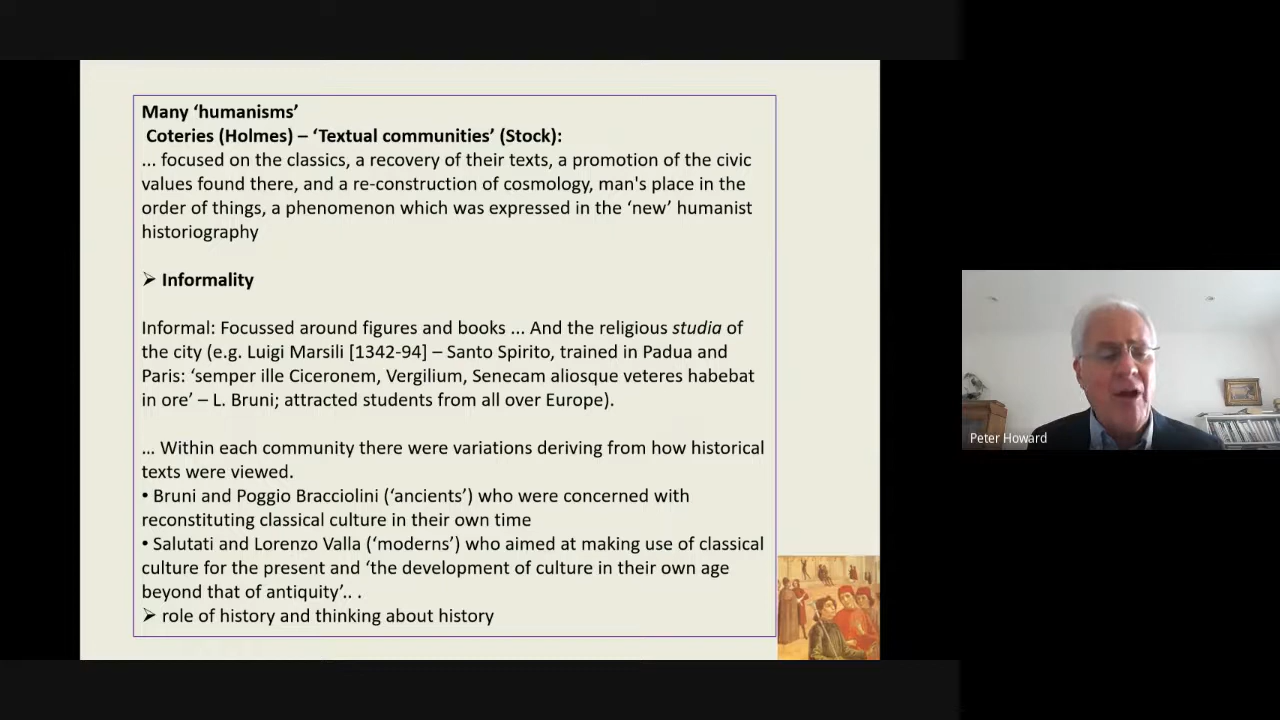 Many ‘humanisms’
Coteries (Holmes) – ‘Textual communities’ (Stock):
... focused on the classics, a recovery of their texts, a promotion of the civic
values found there, and a re-construction of cosmology, man's place in the
order of things, a phenomenon which was expressed in the ‘new’ humanist
historiography
➢ Informality
Informal: Focussed around figures and books ... And the religious studia of
the city (e.g. Luigi Marsili [1342-94] – Santo Spirito, trained in Padua and
Paris: ‘semper ille Ciceronem, Vergilium, Senecam aliosque veteres habebat
in ore’ – L. Bruni; attracted students from all over Europe).
... Within each community there were variations deriving from how historical
texts were viewed.
• Bruni and Poggio Bracciolini (‘ancients’) who were concerned with
reconstituting classical culture in their own time
• Salutati and Lorenzo Valla (‘moderns’) who aimed at making use of classical
culture for the present and ‘the development of culture in their own age
beyond that of antiquity’.. .
➢ role of history and thinking about history
Peter Howard